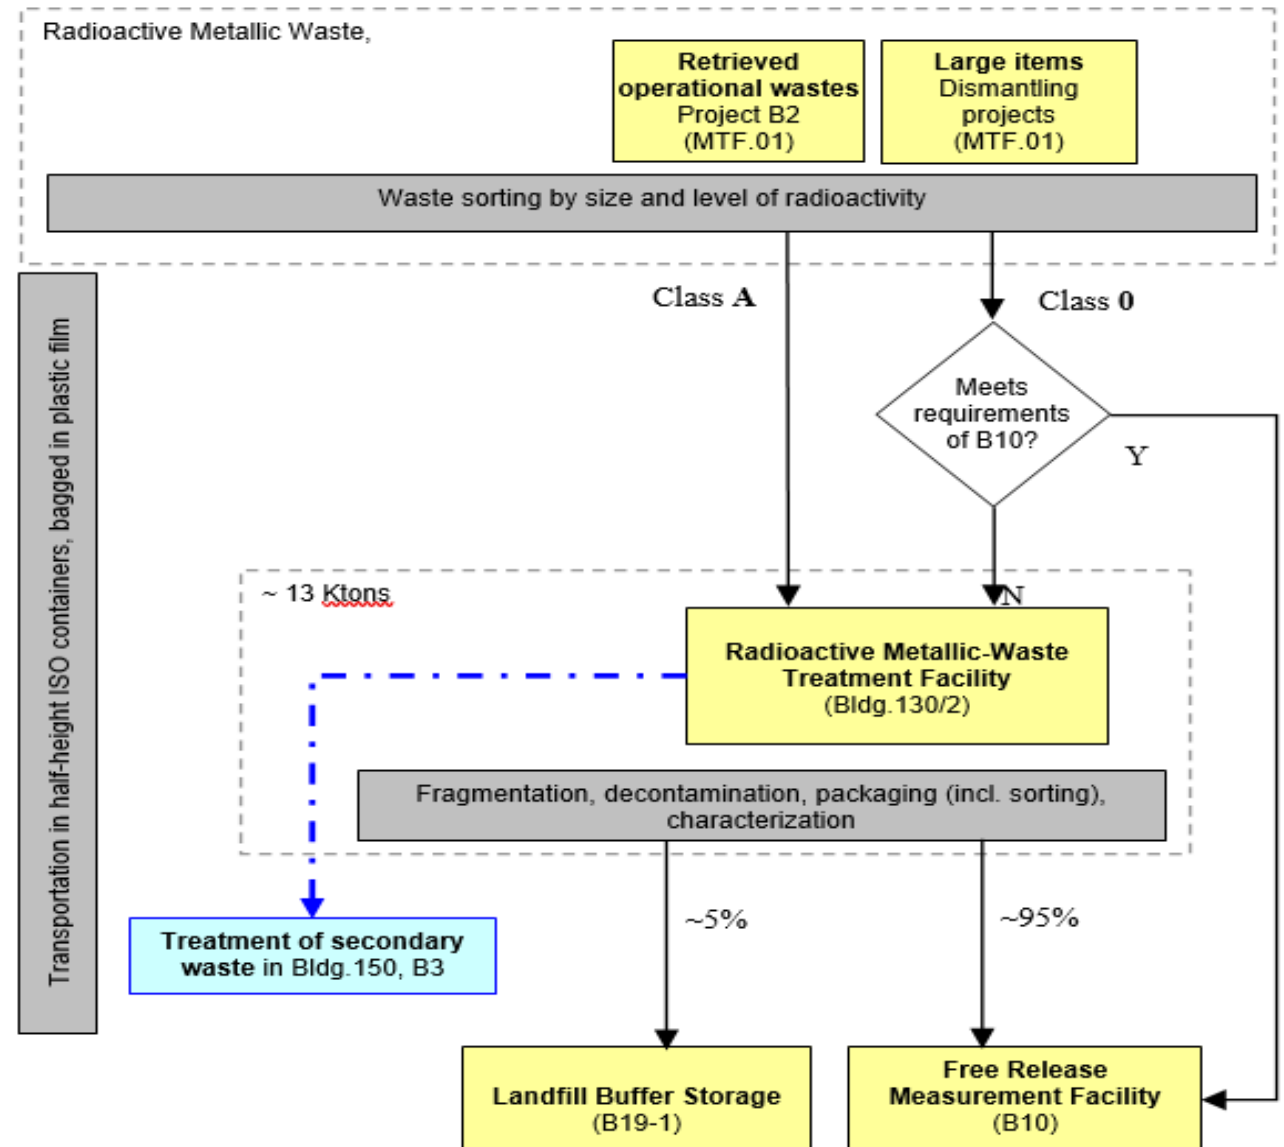 Radioactive Metallic Waste,
Retrieved
operational wastes
Project B2
(MTF.01)
Large items
Dismantling
projects
(MTF.01)
Waste sorting by size and level of radioactivity
Transportation in half-height ISO containers, bagged in plastic film
Class A
Class 0
Meets
requirements
of B10?
Y
N
~ 13 Ktons
Radioactive Metallic-Waste
Treatment Facility
(Bldg.130/2)
Fragmentation, decontamination, packaging (incl. sorting),
characterization
~5%
~95%
Treatment of secondary
waste in Bldg.150, B3
Landfill Buffer Storage
(B19-1)
Free Release
Measurement Facility
(B10)